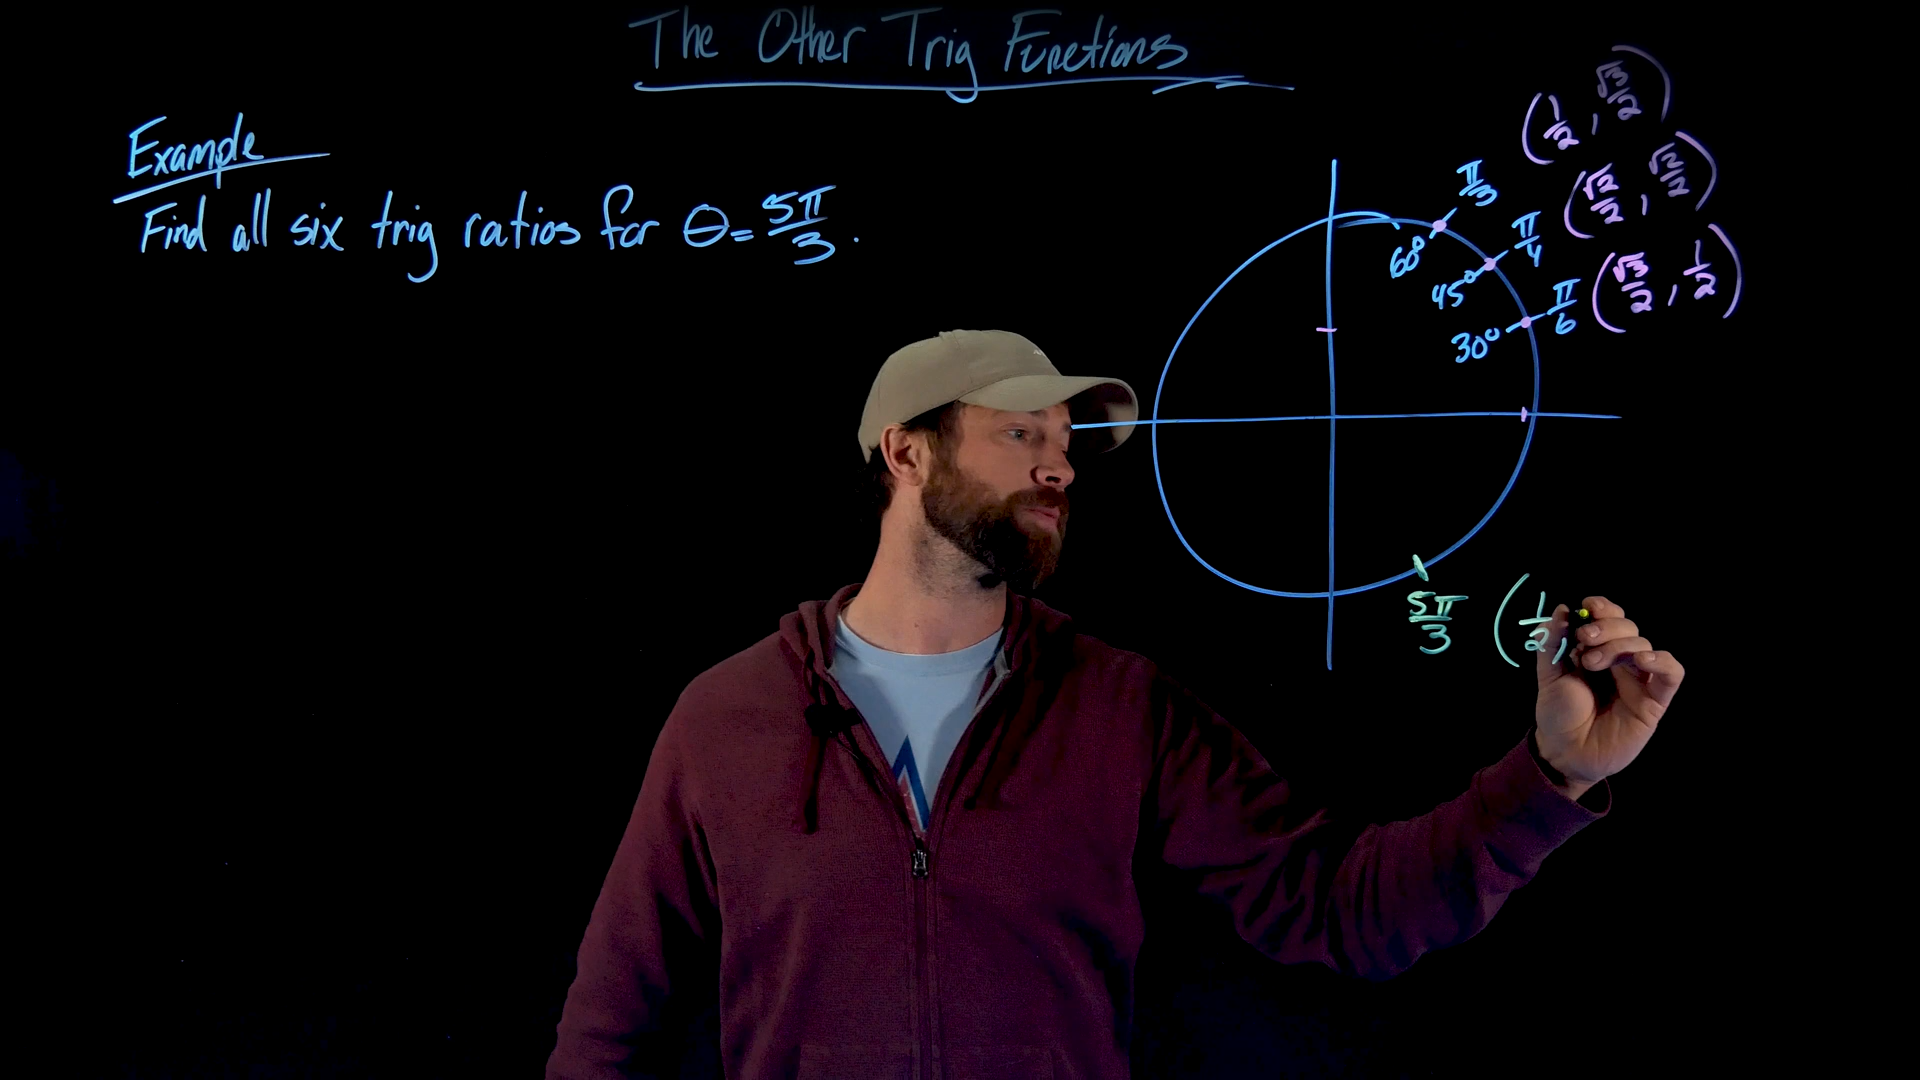 The Other Trig Functions
Example
Find all six trig ratios for θ = 5π/3.
π/3 (1/2, √3/2)
60°
π/4 (√2/2, √2/2)
45°
π/6 (√3/2, 1/2)
30°
5π/3 (1/2,